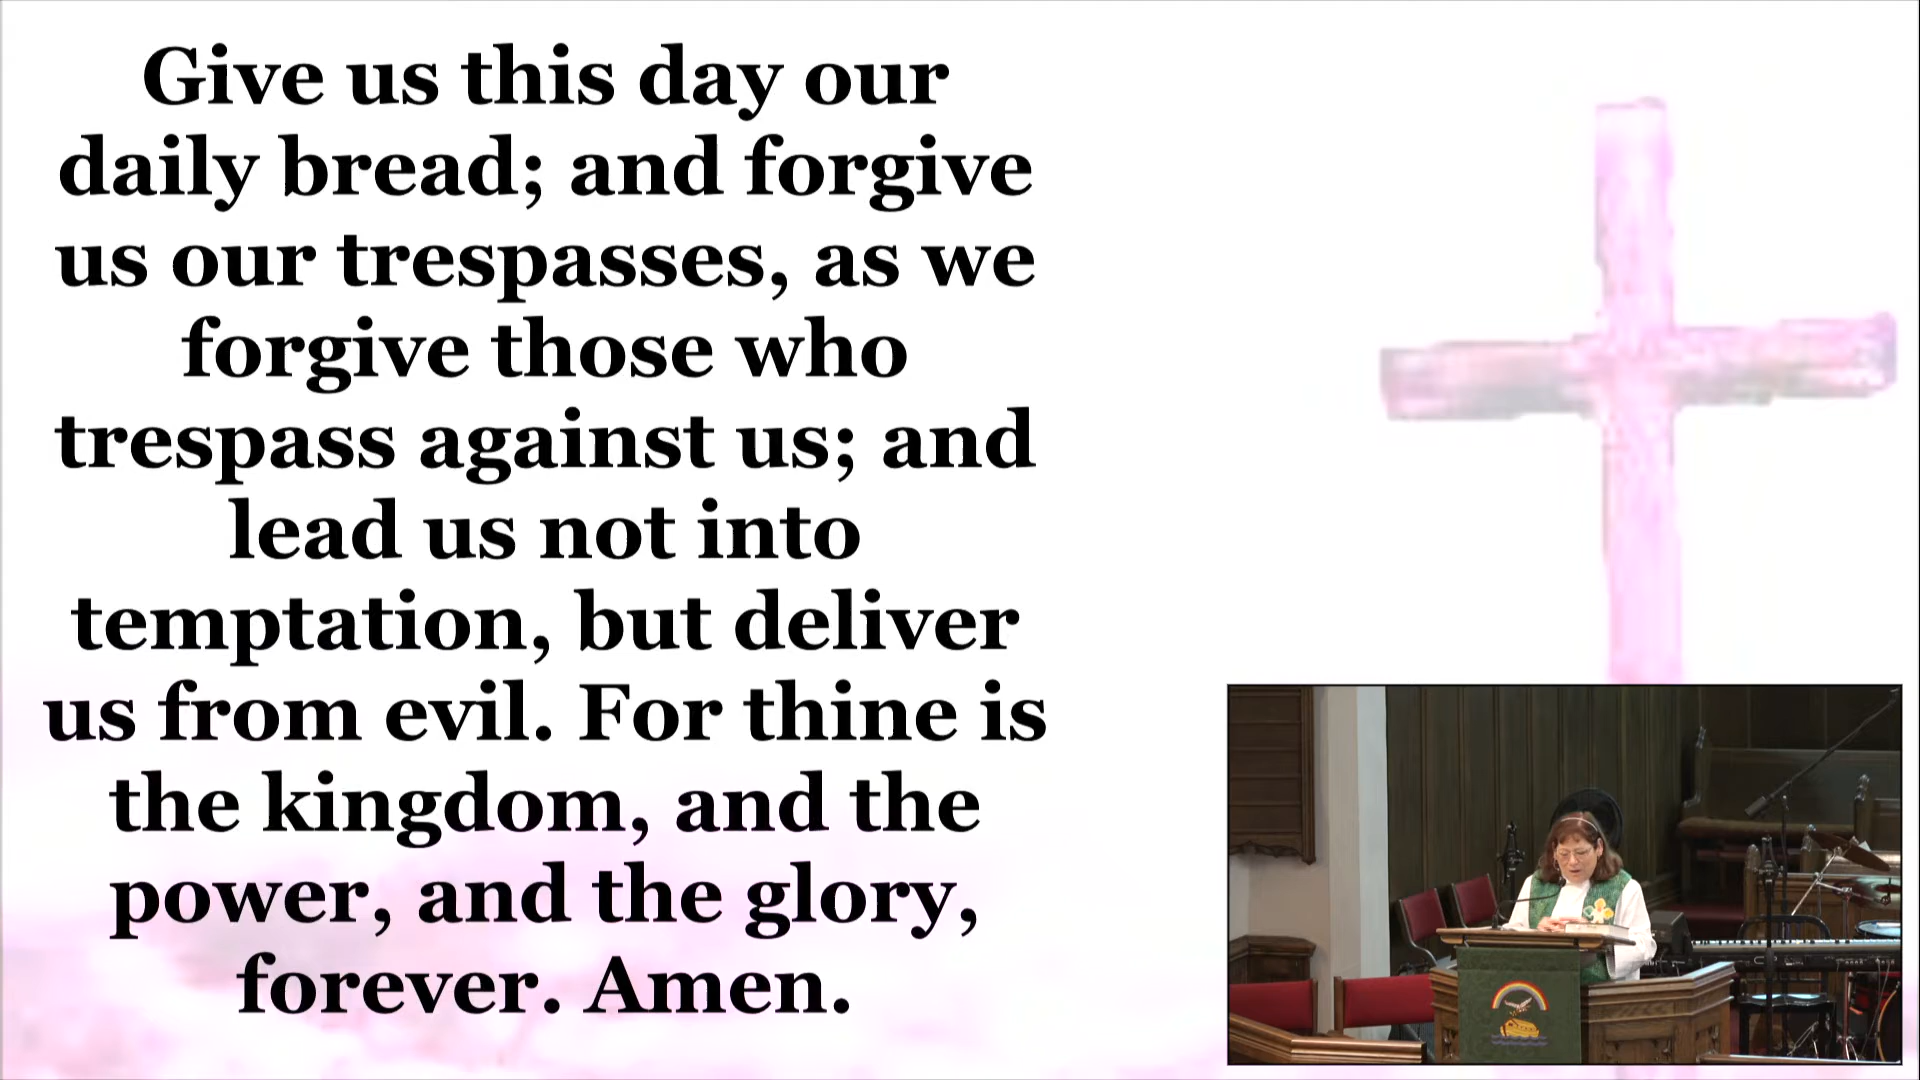 Give us this day our
daily bread; and forgive
us our trespasses, as we
forgive those who
trespass against us; and
lead us not into
temptation, but deliver
us from evil. For thine is
the kingdom, and the
power, and the glory,
forever. Amen.